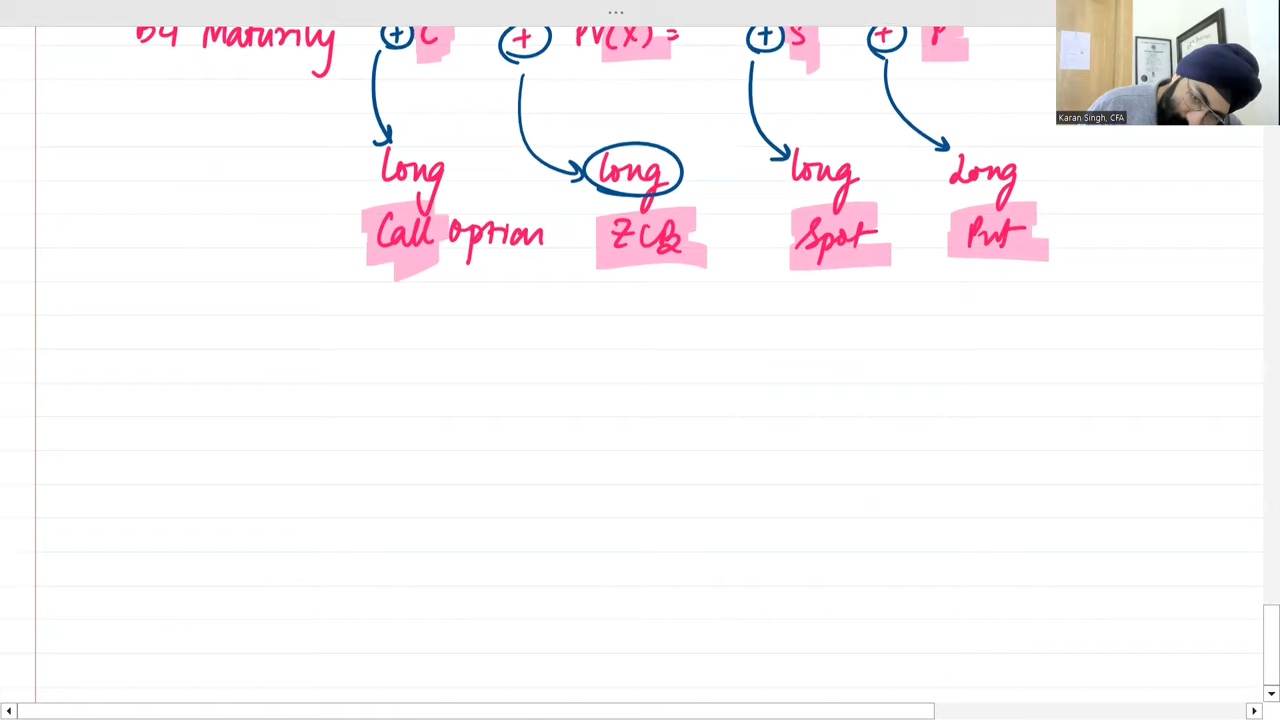 By Maturity + C + PV(X) = + S + P
Karan Singh, CFA
Long long long Long
Call option ZCB Spot Put